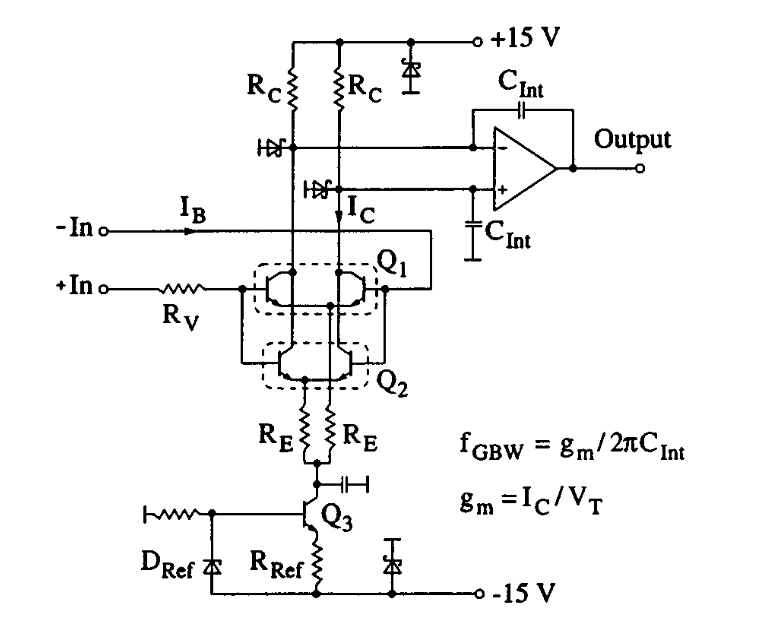 +15 V
R_C
R_C
C_Int
Output
-
+
I_B
I_C
-In
C_Int
+In
Q_1
R_V
Q_2
R_E
R_E
f_GBW = g_m/2πC_Int
g_m = I_C/V_T
Q_3
D_Ref
R_Ref
-15 V